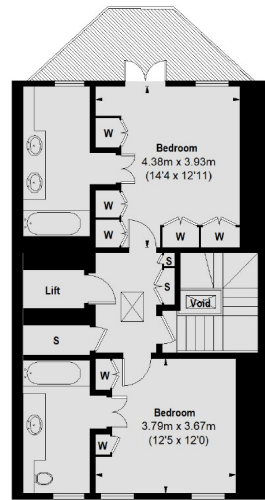 W
Bedroom
4.38m x 3.93m
(14'4 x 12'11)
W
W
W
W
S
Lift
S
Void
S
W
Bedroom
3.79m x 3.67m
(12'5 x 12'0)
W